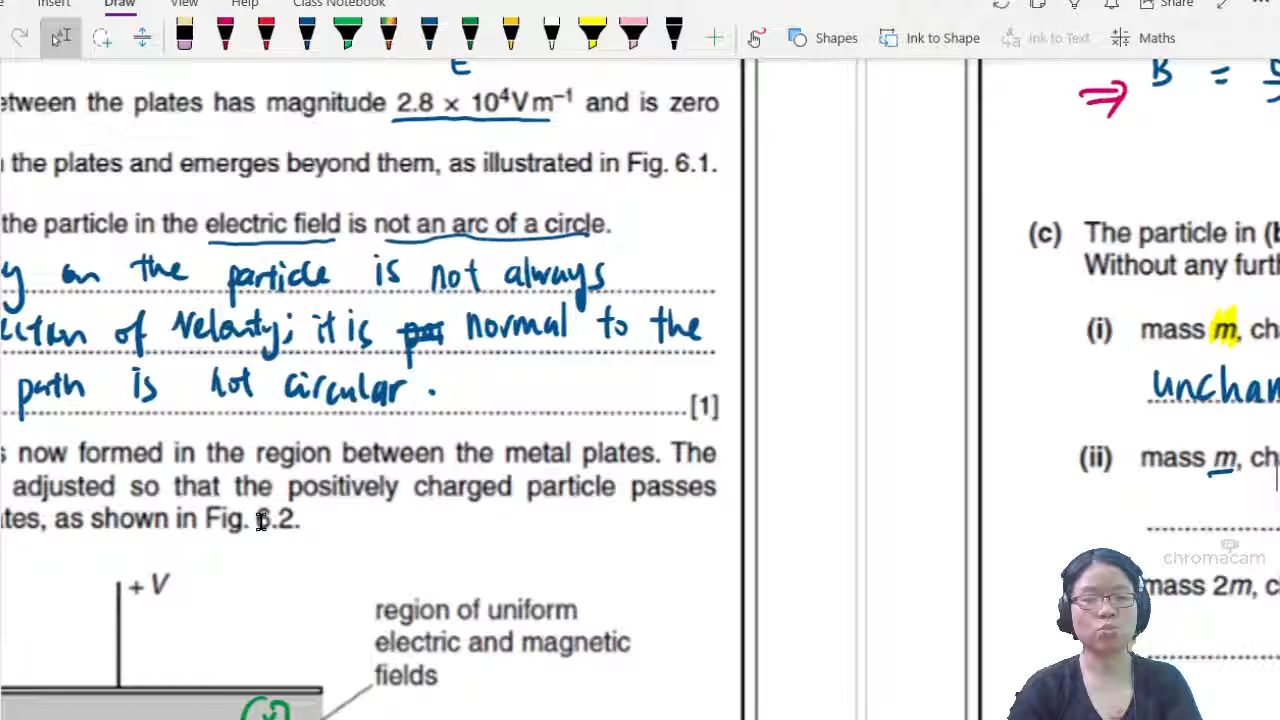 Insert Draw View Help Class Notebook Share
Shapes Ink to Shape Ink to Text Maths
E
etween the plates has magnitude 2.8 × 10⁴ V m⁻¹ and is zero
the plates and emerges beyond them, as illustrated in Fig. 6.1.
the particle in the electric field is not an arc of a circle.
on the particle is not always
of velocity; it is normal to the
path is not circular.
[1]
s now formed in the region between the metal plates. The
adjusted so that the positively charged particle passes
ates, as shown in Fig. 6.2.
+ V
region of uniform
electric and magnetic
fields
⇒ B =
(c) The particle in (b
Without any furth
(i) mass m, cha
unchan
(ii) mass m, ch
chromacam
mass 2m, c